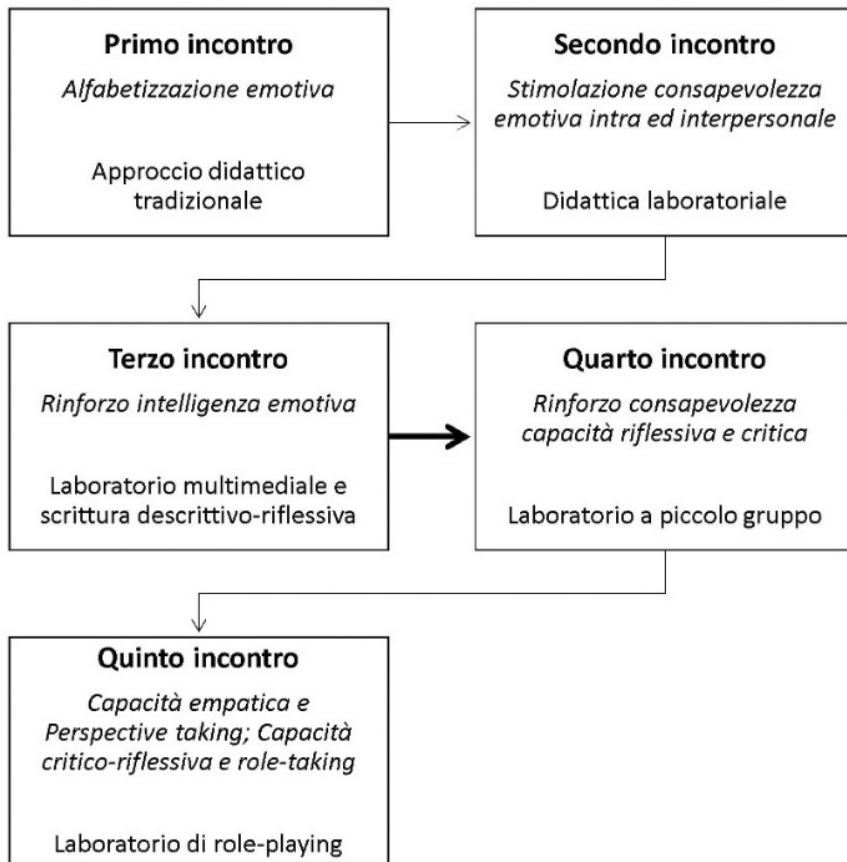 Primo incontro
Alfabetizzazione emotiva
Approccio didattico
tradizionale
Secondo incontro
Stimolazione consapevolezza
emotiva intra ed interpersonale
Didattica laboratoriale
Terzo incontro
Rinforzo intelligenza emotiva
Laboratorio multimediale e
scrittura descrittivo-riflessiva
Quarto incontro
Rinforzo consapevolezza
capacità riflessiva e critica
Laboratorio a piccolo gruppo
Quinto incontro
Capacità empatica e
Perspective taking; Capacità
critico-riflessiva e role-taking
Laboratorio di role-playing